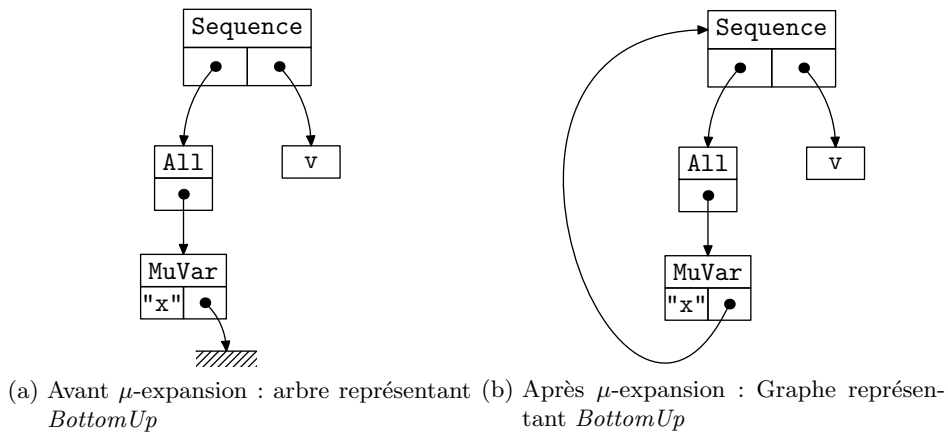 Sequence
All
v
MuVar
"x"
(a) Avant μ-expansion : arbre représentant
BottomUp
Sequence
All
v
MuVar
"x"
(b) Après μ-expansion : Graphe représen-
tant BottomUp